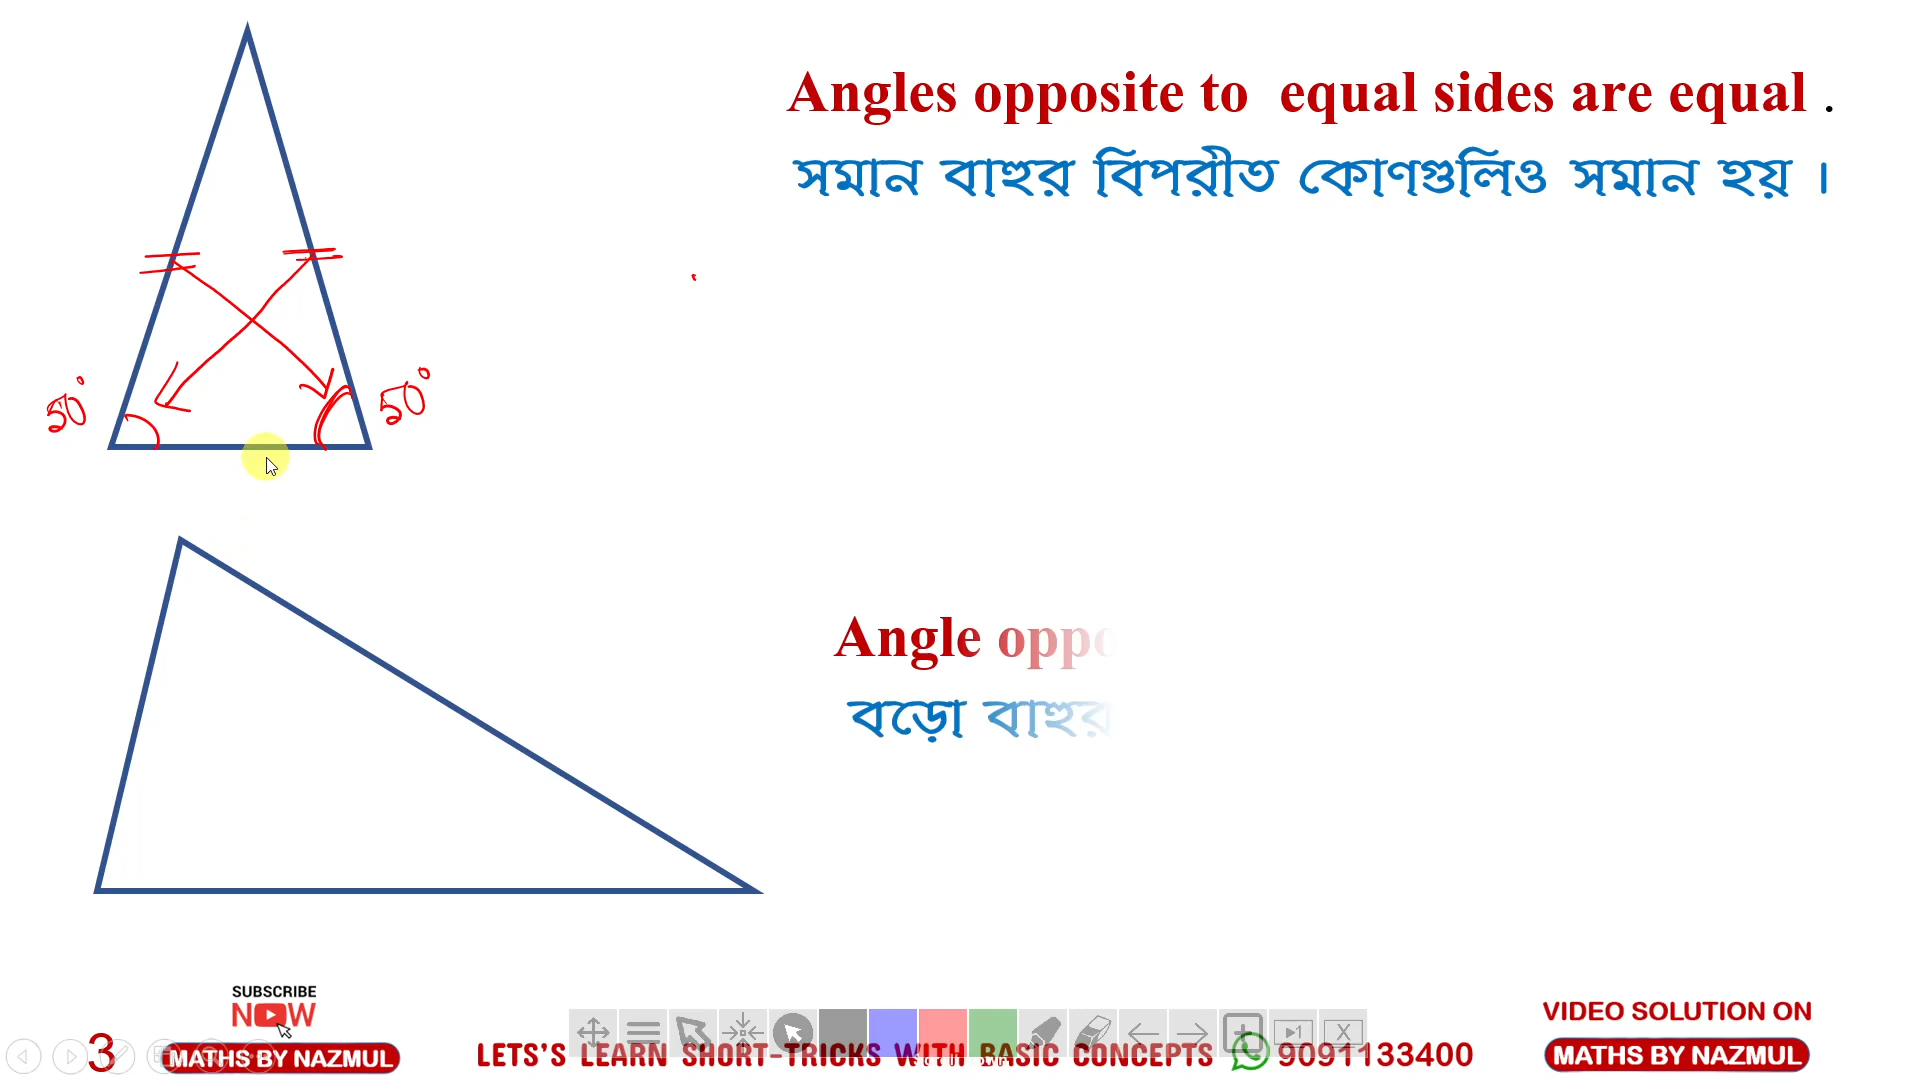 Angles opposite to equal sides are equal .
সমান বাহুর বিপরীত কোণগুলিও সমান হয় ।
50°
50°
Angle oppo
বড়ো বাহুর
SUBSCRIBE
NOW
MATHS BY NAZMUL
3
LETS'S LEARN SHORT-TRICKS WITH BASIC CONCEPTS
9091133400
VIDEO SOLUTION ON
MATHS BY NAZMUL